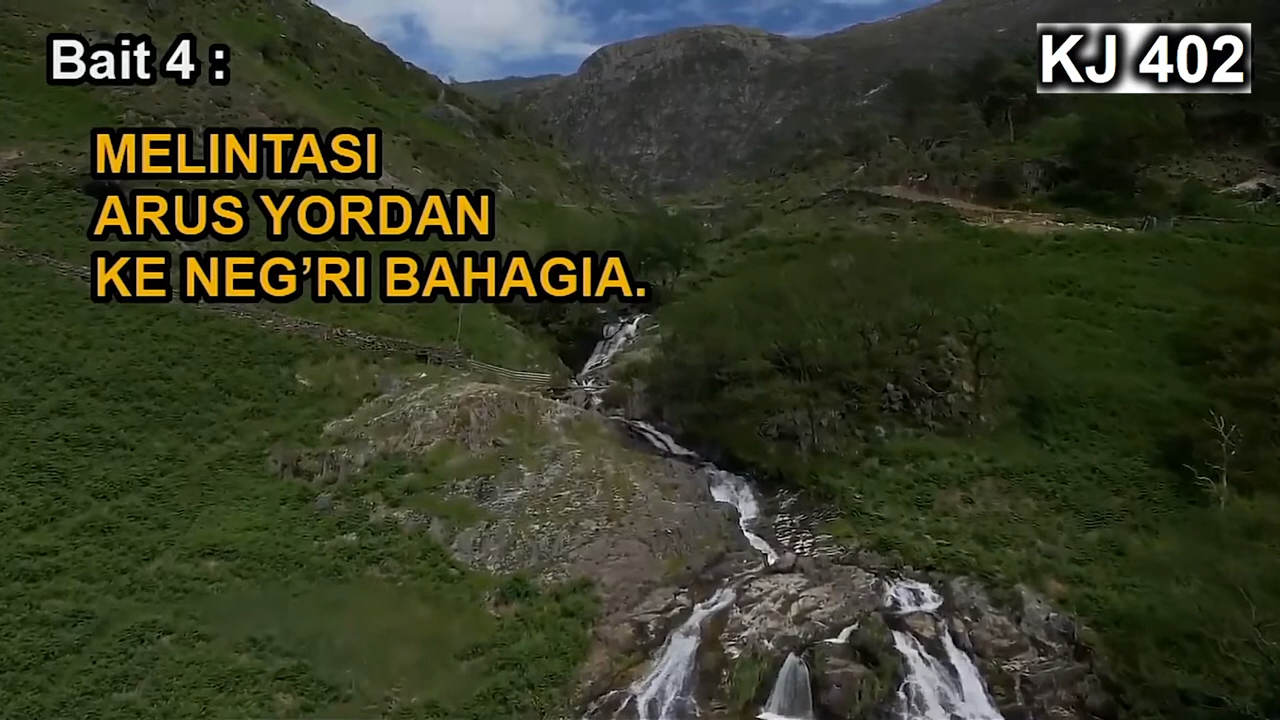 Bait 4 :
KJ 402
MELINTASI
ARUS YORDAN
KE NEG’RI BAHAGIA.